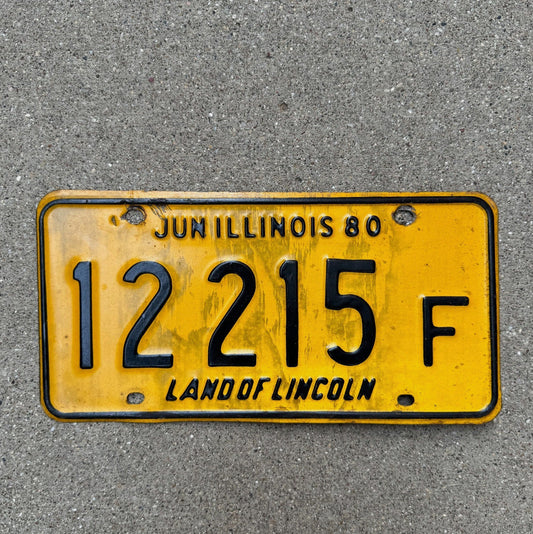 JUN ILLINOIS 80
12 215 F
LAND OF LINCOLN